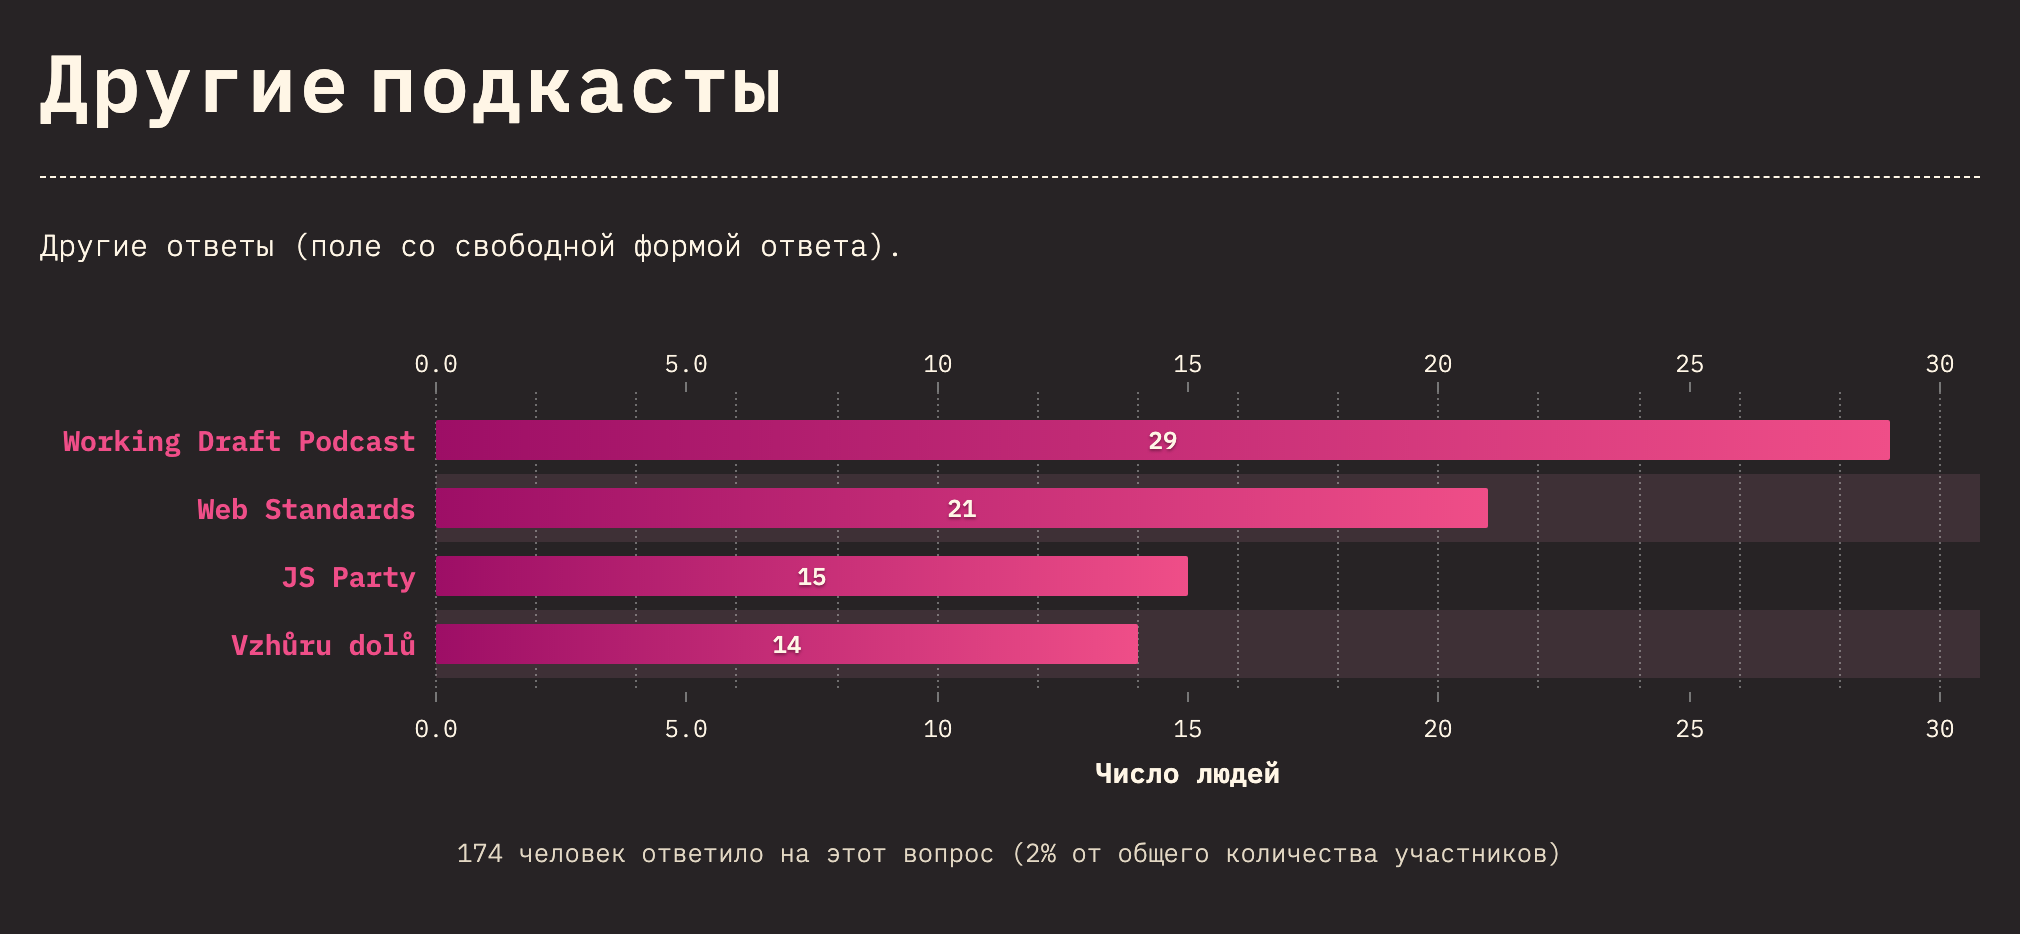 Другие подкасты
Другие ответы (поле со свободной формой ответа).
0.0 5.0 10 15 20 25 30
Working Draft Podcast 29
Web Standards 21
JS Party 15
Vzhůru dolů 14
0.0 5.0 10 15 20 25 30
Число людей
174 человек ответило на этот вопрос (2% от общего количества участников)